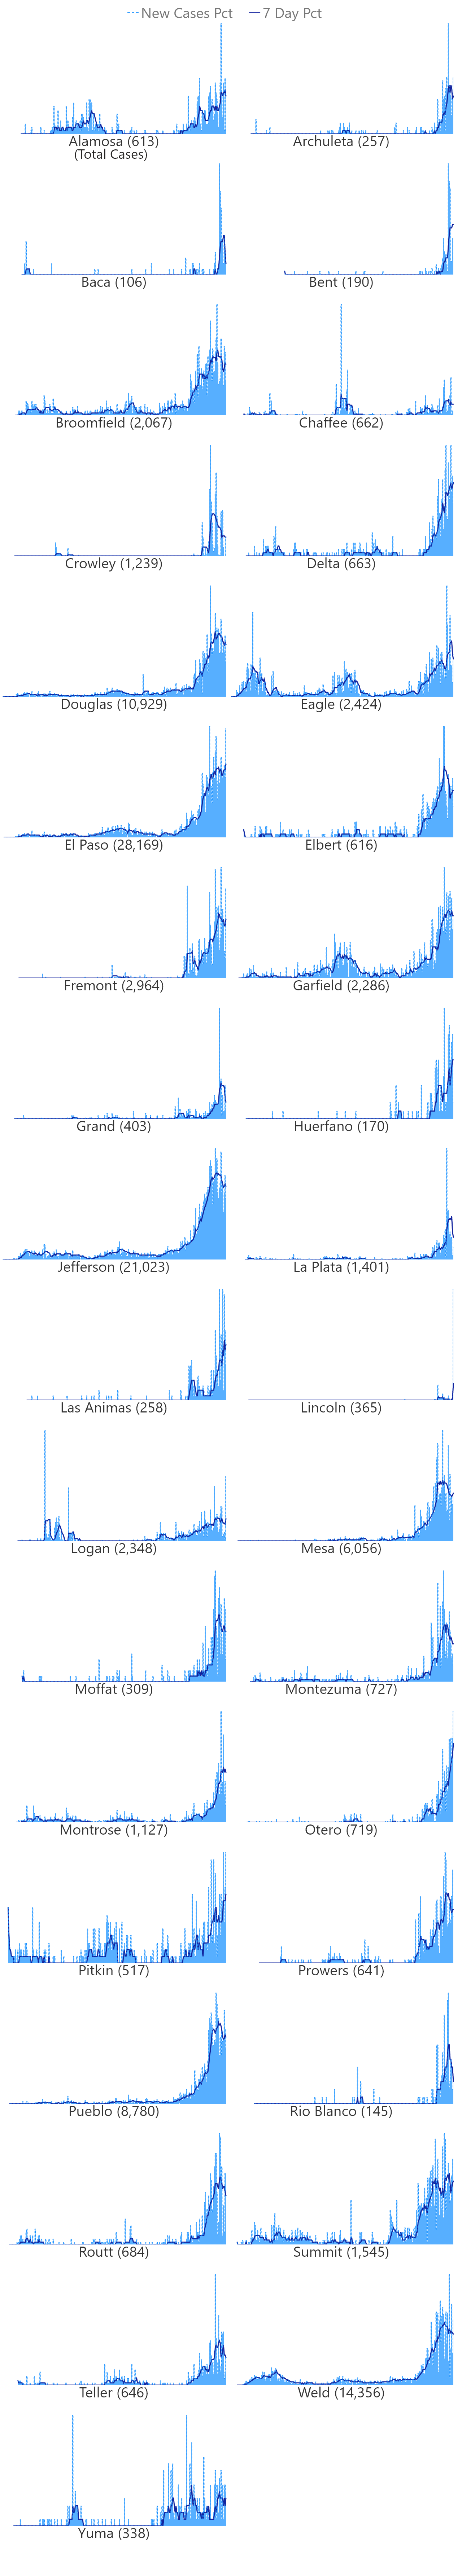 New Cases Pct 7 Day Pct
Alamosa (613) Archuleta (257)
(Total Cases)
Baca (106) Bent (190)
Broomfield (2,067) Chaffee (662)
Crowley (1,239) Delta (663)
Douglas (10,929) Eagle (2,424)
El Paso (28,169) Elbert (616)
Fremont (2,964) Garfield (2,286)
Grand (403) Huerfano (170)
Jefferson (21,023) La Plata (1,401)
Las Animas (258) Lincoln (365)
Logan (2,348) Mesa (6,056)
Moffat (309) Montezuma (727)
Montrose (1,127) Otero (719)
Pitkin (517) Prowers (641)
Pueblo (8,780) Rio Blanco (145)
Routt (684) Summit (1,545)
Teller (646) Weld (14,356)
Yuma (338)